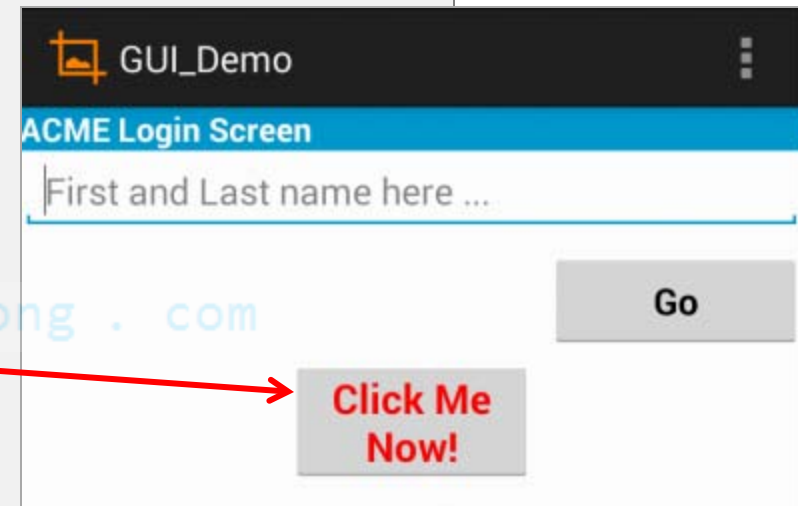 GUI_Demo
ACME Login Screen
First and Last name here ...
Go
ong . com
Click Me
Now!